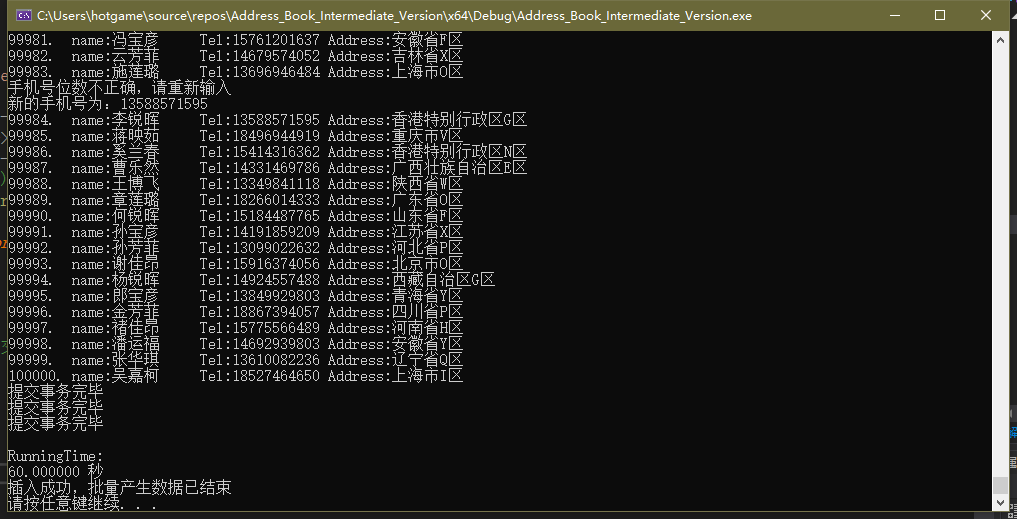 C:\Users\hotgame\source\repos\Address_Book_Intermediate_Version\x64\Debug\Address_Book_Intermediate_Version.exe
99981. name:冯宝彦 Tel:15761201637 Address:安徽省F区
99982. name:云芳菲 Tel:14679574052 Address:吉林省X区
99983. name:施莲璐 Tel:13696946484 Address:上海市O区
手机号位数不正确，请重新输入
新的手机号为：13588571595
99984. name:李锐晖 Tel:13588571595 Address:香港特别行政区G区
99985. name:蒋映茹 Tel:18496944919 Address:重庆市V区
99986. name:奚兰春 Tel:15414316362 Address:香港特别行政区N区
99987. name:曹乐然 Tel:14331469786 Address:广西壮族自治区E区
99988. name:王博飞 Tel:13349841118 Address:陕西省W区
99989. name:章莲璐 Tel:18266014333 Address:广东省O区
99990. name:何锐晖 Tel:15184487765 Address:山东省F区
99991. name:孙宝彦 Tel:14191859209 Address:江苏省X区
99992. name:孙芳菲 Tel:13099022632 Address:河北省P区
99993. name:谢佳昂 Tel:15916374056 Address:北京市O区
99994. name:杨锐晖 Tel:14924557488 Address:西藏自治区G区
99995. name:郎宝彦 Tel:13849929803 Address:青海省Y区
99996. name:金芳菲 Tel:18867394057 Address:四川省P区
99997. name:褚佳昂 Tel:15775566489 Address:河南省H区
99998. name:潘运福 Tel:14692939803 Address:安徽省Y区
99999. name:张华琪 Tel:13610082236 Address:辽宁省Q区
100000. name:吴嘉柯 Tel:18527464650 Address:上海市I区
提交事务完毕
提交事务完毕
提交事务完毕
RunningTime:
60.000000 秒
插入成功，批量产生数据已结束
请按任意键继续. . .